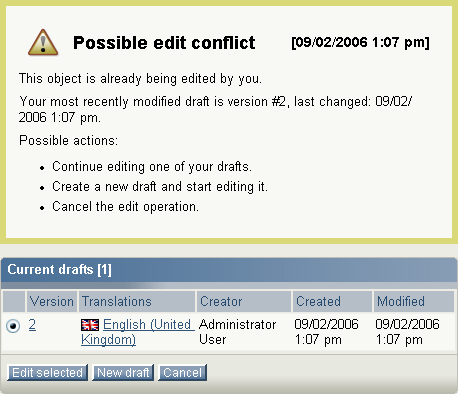 Possible edit conflict [09/02/2006 1:07 pm]
This object is already being edited by you.
Your most recently modified draft is version #2, last changed: 09/02/
2006 1:07 pm.
Possible actions:
• Continue editing one of your drafts.
• Create a new draft and start editing it.
• Cancel the edit operation.
Current drafts [1]
Version Translations Creator Created Modified
2 English (United Administrator 09/02/2006 09/02/2006
Kingdom) User 1:07 pm 1:07 pm
Edit selected New draft Cancel